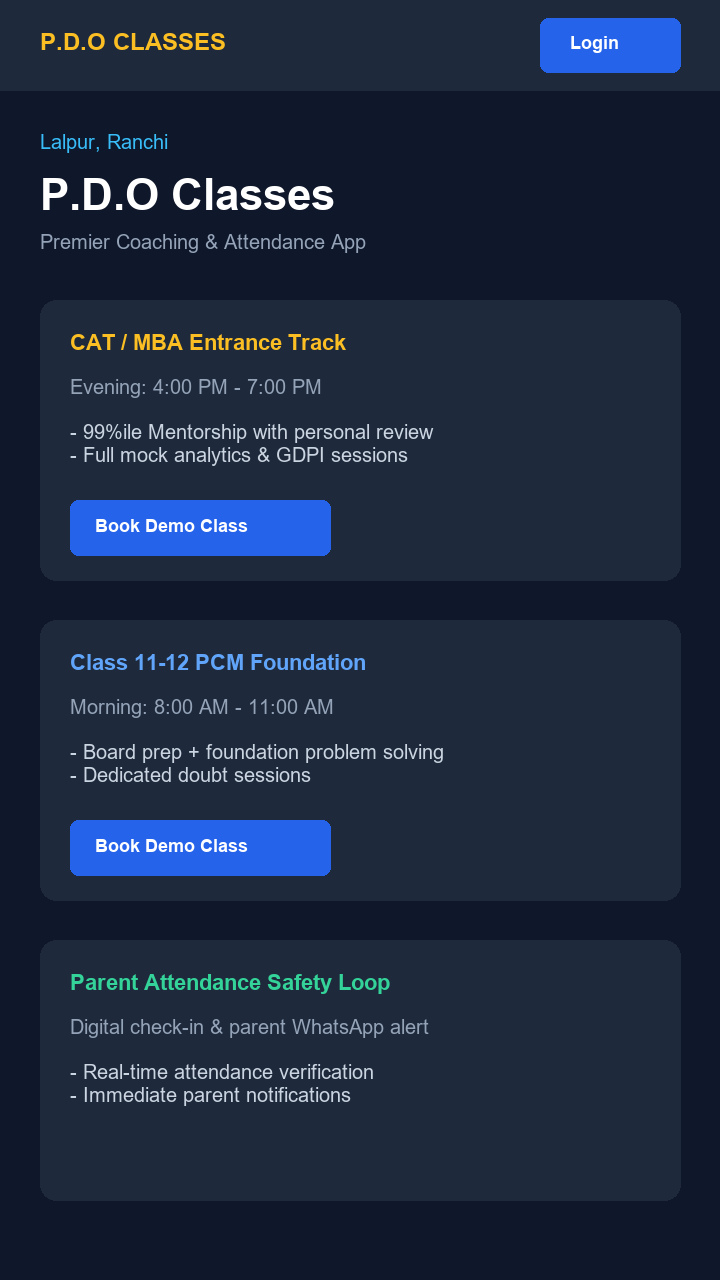 P.D.O CLASSES
Login
Lalpur, Ranchi
P.D.O Classes
Premier Coaching & Attendance App
CAT / MBA Entrance Track
Evening: 4:00 PM - 7:00 PM
- 99%ile Mentorship with personal review
- Full mock analytics & GDPI sessions
Book Demo Class
Class 11-12 PCM Foundation
Morning: 8:00 AM - 11:00 AM
- Board prep + foundation problem solving
- Dedicated doubt sessions
Book Demo Class
Parent Attendance Safety Loop
Digital check-in & parent WhatsApp alert
- Real-time attendance verification
- Immediate parent notifications